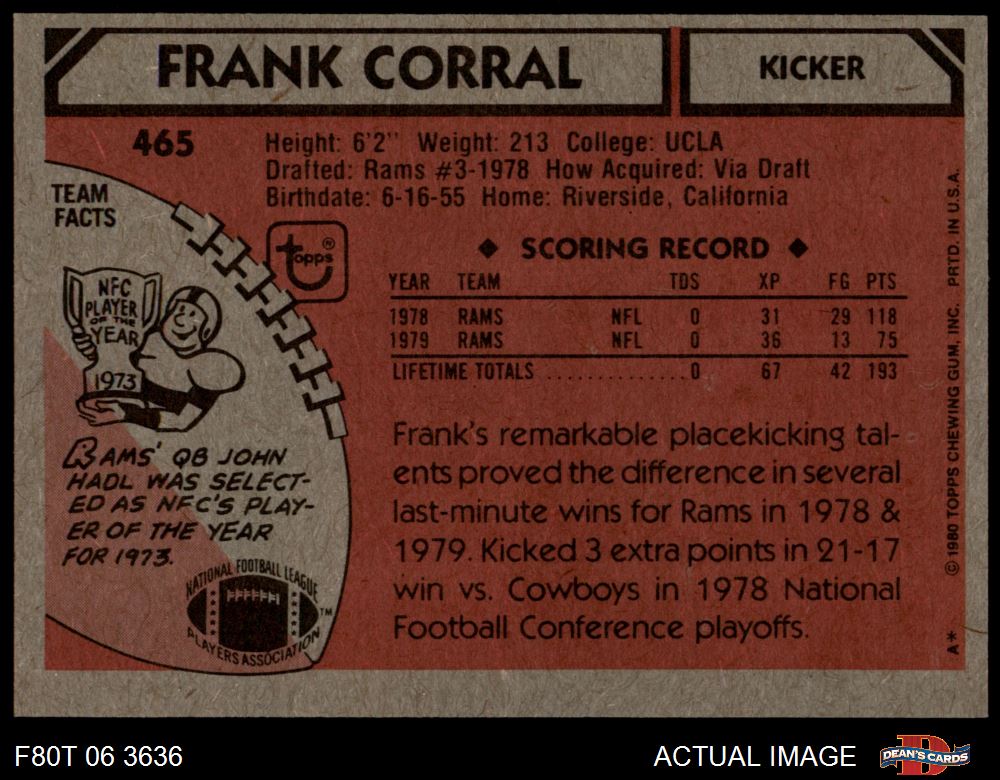 FRANK CORRAL
KICKER
465
Height: 6'2" Weight: 213 College: UCLA
Drafted: Rams #3-1978 How Acquired: Via Draft
Birthdate: 6-16-55 Home: Riverside, California
TEAM
FACTS
topps®
◆ SCORING RECORD ◆
YEAR TEAM TDS XP FG PTS
1978 RAMS NFL 0 31 29 118
1979 RAMS NFL 0 36 13 75
LIFETIME TOTALS .............. 0 67 42 193
NFC
PLAYER
OF THE
YEAR
1973
RAMS' QB JOHN
HADL WAS SELECT-
ED AS NFC'S PLAY-
ER OF THE YEAR
FOR 1973.
Frank's remarkable placekicking tal-
ents proved the difference in several
last-minute wins for Rams in 1978 &
1979. Kicked 3 extra points in 21-17
win vs. Cowboys in 1978 National
Football Conference playoffs.
NATIONAL FOOTBALL LEAGUE
PLAYERS ASSOCIATION™
A* ©1980 TOPPS CHEWING GUM, INC. PRTD. IN U.S.A.
F80T 06 3636
ACTUAL IMAGE
D
DEAN'S CARDS